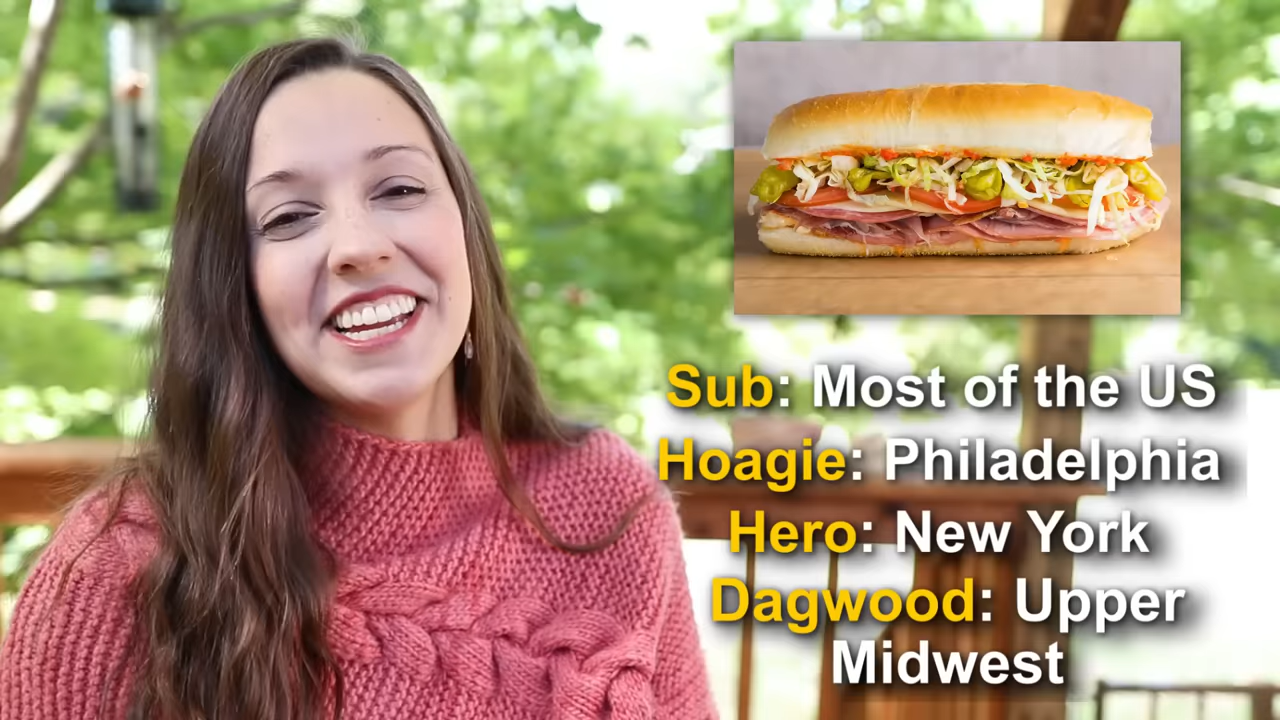 Sub: Most of the US
Hoagie: Philadelphia
Hero: New York
Dagwood: Upper
Midwest